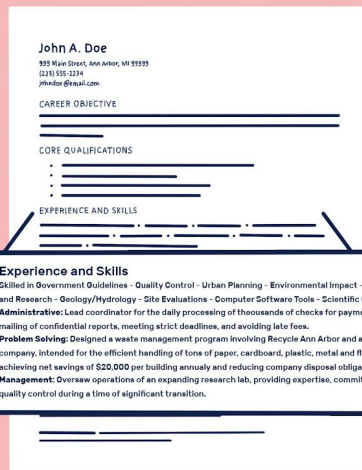 John A. Doe
999 Main Street, Ann Arbor, MI 99999
(123) 555-1234
johndoe@email.com
CAREER OBJECTIVE
CORE QUALIFICATIONS
EXPERIENCE AND SKILLS
Experience and Skills
Skilled in Government Guidelines - Quality Control - Urban Planning - Environmental Impact -
and Research - Geology/Hydrology - Site Evaluations - Computer Software Tools - Scientific
Administrative: Lead coordinator for the daily processing of theousands of checks for payme
mailing of confidential reports, meeting strict deadlines, and avoiding late fees.
Problem Solving: Designed a waste management program involving Recycle Ann Arbor and a
company, intended for the efficient handling of tons of paper, cardboard, plastic, metal and fl
achieving net savings of $20,000 per building annualy and reducing company disposal obliga
Management: Oversaw operations of an expanding research lab, providing expertise, commit
quality control during a time of significant transition.